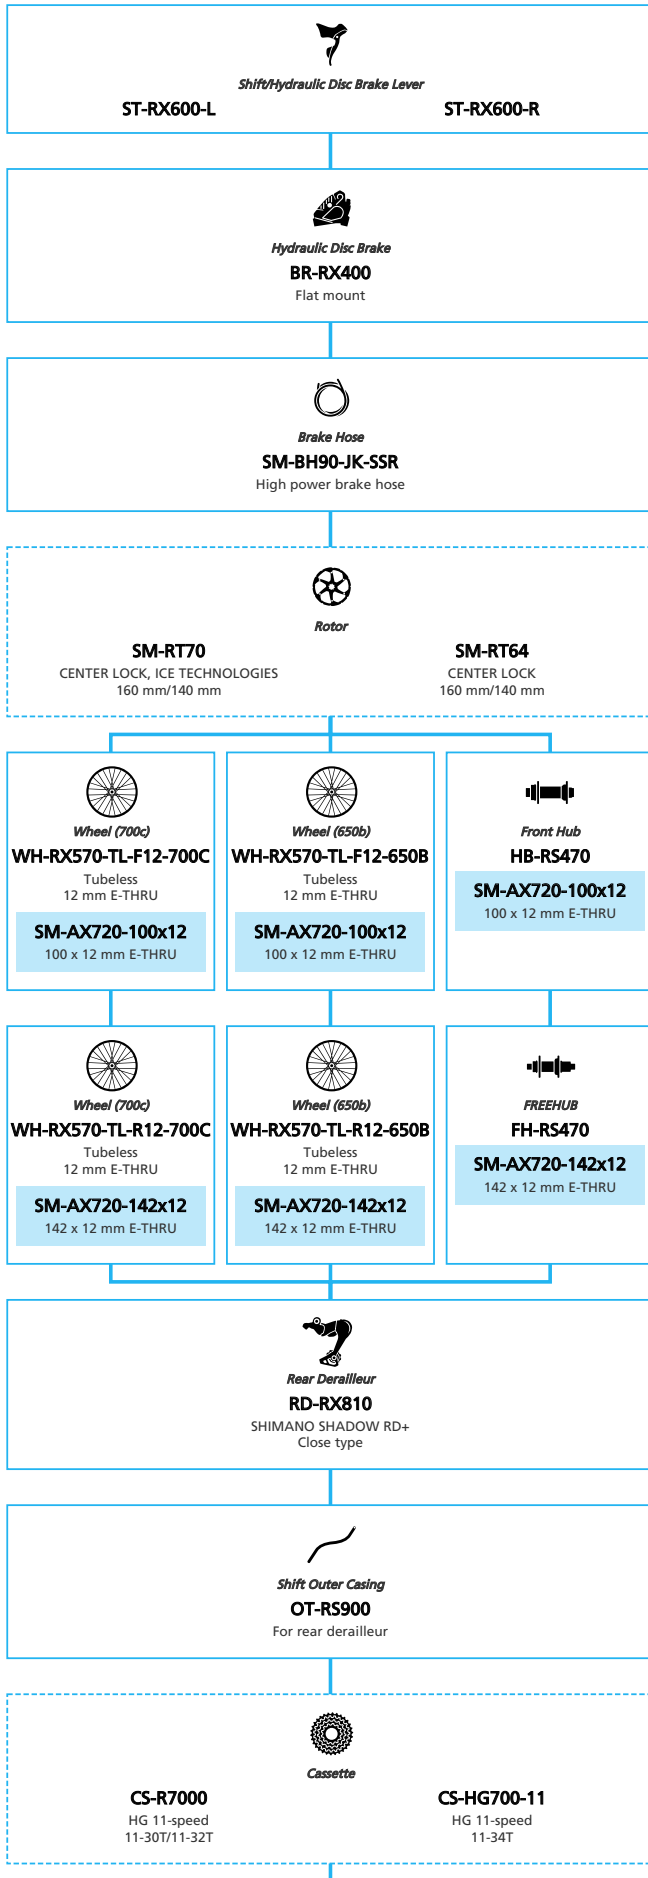 Shift/Hydraulic Disc Brake Lever
ST-RX600-L
ST-RX600-R
Hydraulic Disc Brake
BR-RX400
Flat mount
Brake Hose
SM-BH90-JK-SSR
High power brake hose
Rotor
SM-RT70
CENTER LOCK, ICE TECHNOLOGIES
160 mm/140 mm
SM-RT64
CENTER LOCK
160 mm/140 mm
Wheel (700c)
WH-RX570-TL-F12-700C
Tubeless
12 mm E-THRU
SM-AX720-100x12
100 x 12 mm E-THRU
Wheel (650b)
WH-RX570-TL-F12-650B
Tubeless
12 mm E-THRU
SM-AX720-100x12
100 x 12 mm E-THRU
Front Hub
HB-RS470
SM-AX720-100x12
100 x 12 mm E-THRU
Wheel (700c)
WH-RX570-TL-R12-700C
Tubeless
12 mm E-THRU
SM-AX720-142x12
142 x 12 mm E-THRU
Wheel (650b)
WH-RX570-TL-R12-650B
Tubeless
12 mm E-THRU
SM-AX720-142x12
142 x 12 mm E-THRU
FREEHUB
FH-RS470
SM-AX720-142x12
142 x 12 mm E-THRU
Rear Derailleur
RD-RX810
SHIMANO SHADOW RD+
Close type
Shift Outer Casing
OT-RS900
For rear derailleur
Cassette
CS-R7000
HG 11-speed
11-30T/11-32T
CS-HG700-11
HG 11-speed
11-34T